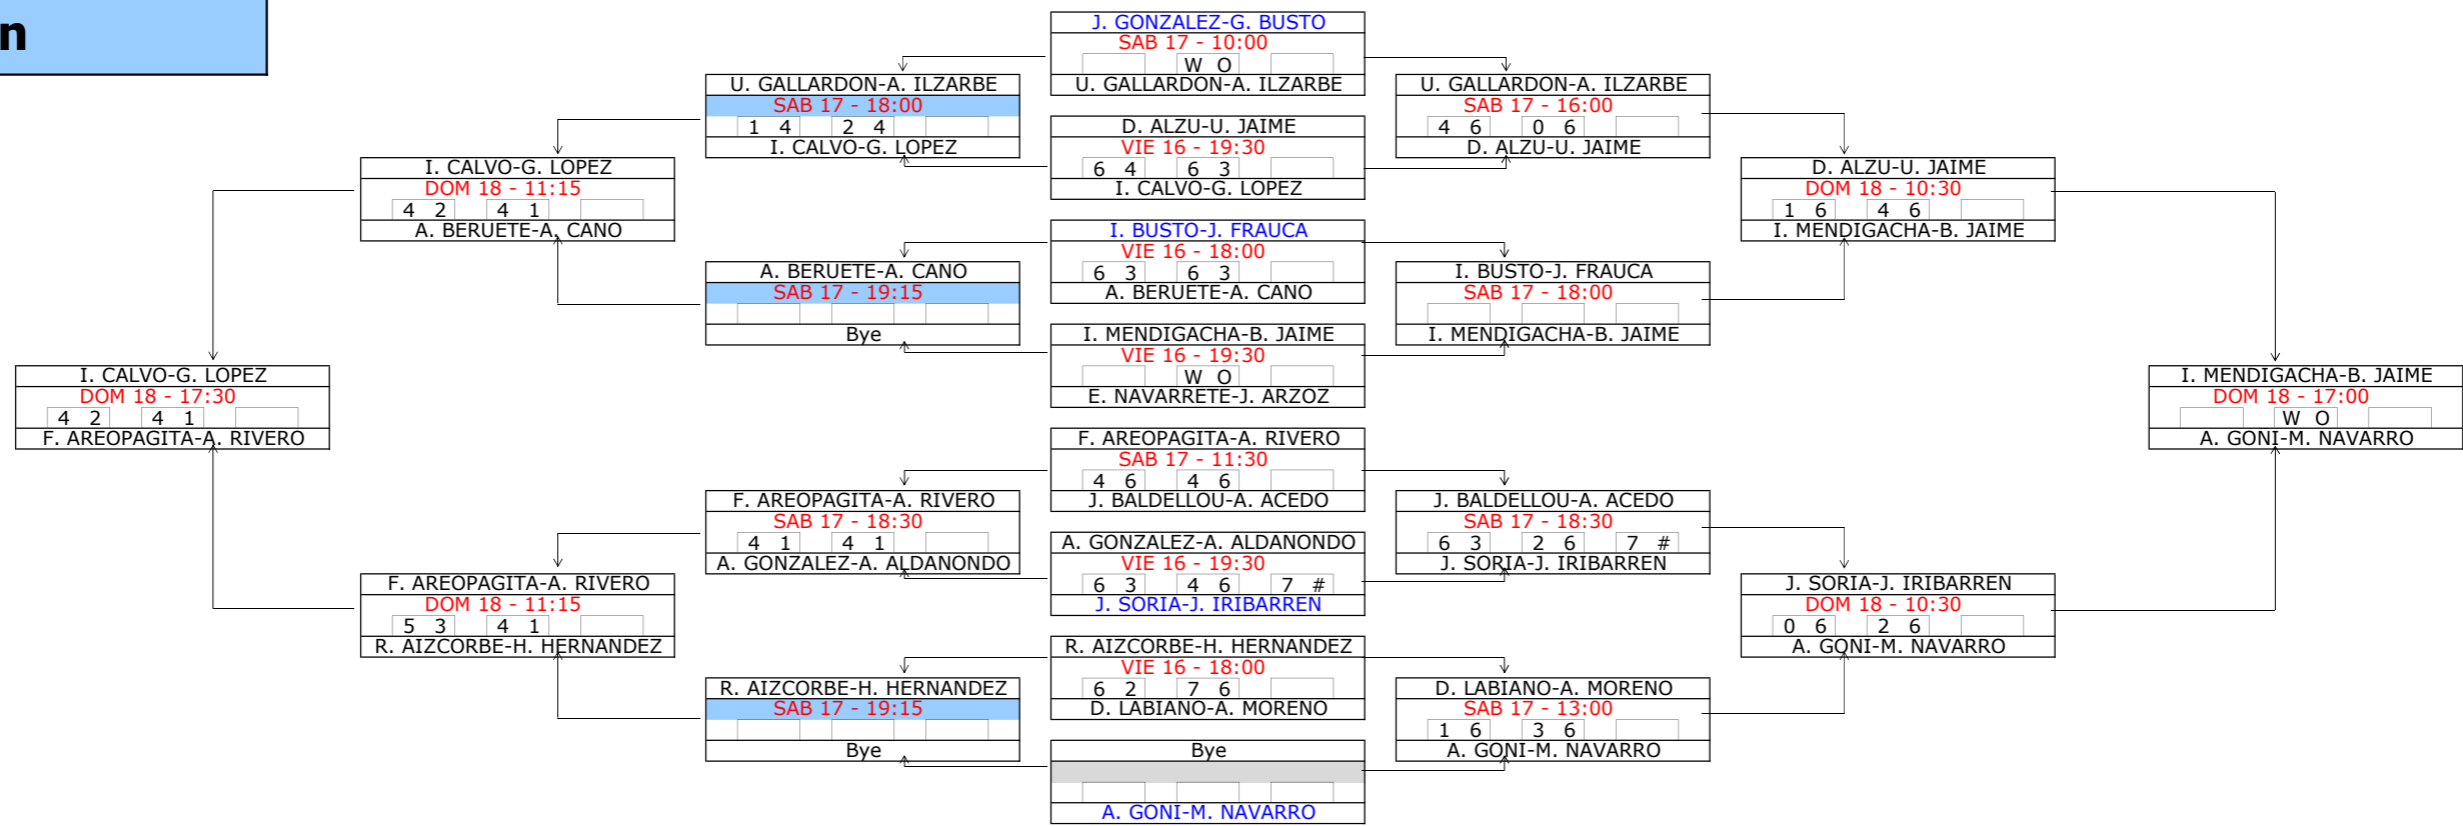 n
J. GONZALEZ-G. BUSTO
SAB 17 - 10:00
W O
U. GALLARDON-A. ILZARBE
D. ALZU-U. JAIME
VIE 16 - 19:30
6 4 6 3
I. CALVO-G. LOPEZ
I. BUSTO-J. FRAUCA
VIE 16 - 18:00
6 3 6 3
A. BERUETE-A. CANO
I. MENDIGACHA-B. JAIME
VIE 16 - 19:30
W O
E. NAVARRETE-J. ARZOZ
F. AREOPAGITA-A. RIVERO
SAB 17 - 11:30
4 6 4 6
J. BALDELLOU-A. ACEDO
A. GONZALEZ-A. ALDANONDO
VIE 16 - 19:30
6 3 4 6 7 #
J. SORIA-J. IRIBARREN
R. AIZCORBE-H. HERNANDEZ
VIE 16 - 18:00
6 2 7 6
D. LABIANO-A. MORENO
Bye
A. GONI-M. NAVARRO
U. GALLARDON-A. ILZARBE
SAB 17 - 18:00
1 4 2 4
I. CALVO-G. LOPEZ
A. BERUETE-A. CANO
SAB 17 - 19:15
Bye
F. AREOPAGITA-A. RIVERO
SAB 17 - 18:30
4 1 4 1
A. GONZALEZ-A. ALDANONDO
R. AIZCORBE-H. HERNANDEZ
SAB 17 - 19:15
Bye
I. CALVO-G. LOPEZ
DOM 18 - 11:15
4 2 4 1
A. BERUETE-A. CANO
F. AREOPAGITA-A. RIVERO
DOM 18 - 11:15
5 3 4 1
R. AIZCORBE-H. HERNANDEZ
I. CALVO-G. LOPEZ
DOM 18 - 17:30
4 2 4 1
F. AREOPAGITA-A. RIVERO
U. GALLARDON-A. ILZARBE
SAB 17 - 16:00
4 6 0 6
D. ALZU-U. JAIME
I. BUSTO-J. FRAUCA
SAB 17 - 18:00
I. MENDIGACHA-B. JAIME
J. BALDELLOU-A. ACEDO
SAB 17 - 18:30
6 3 2 6 7 #
J. SORIA-J. IRIBARREN
D. LABIANO-A. MORENO
SAB 17 - 13:00
1 6 3 6
A. GONI-M. NAVARRO
D. ALZU-U. JAIME
DOM 18 - 10:30
1 6 4 6
I. MENDIGACHA-B. JAIME
J. SORIA-J. IRIBARREN
DOM 18 - 10:30
0 6 2 6
A. GONI-M. NAVARRO
I. MENDIGACHA-B. JAIME
DOM 18 - 17:00
W O
A. GONI-M. NAVARRO